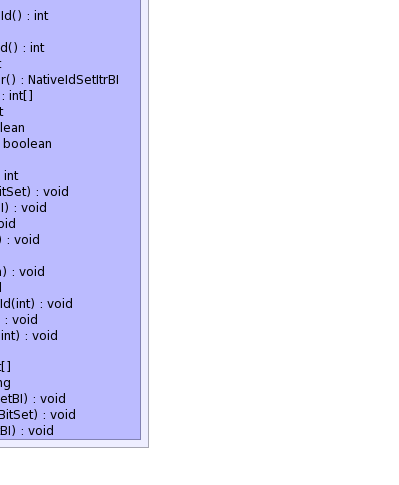 Id() : int
d() : int
r() : NativeIdSetItrBI
: int[]
t
lean
boolean
int
itSet) : void
I) : void
oid
) : void
) : void
Id(int) : void
) : void
int) : void
[]
ng
etBI) : void
BitSet) : void
BI) : void